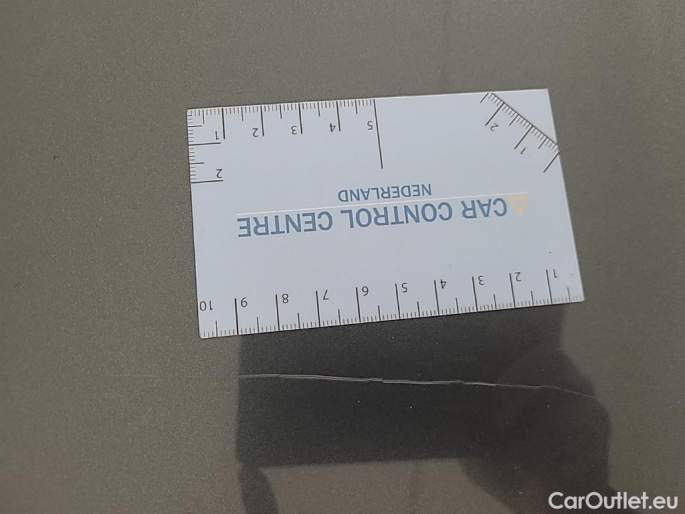 1 2 3 4 5
2
1
2
CAR CONTROL CENTRE
NEDERLAND
1 2 3 4 5 6 7 8 9 10
CarOutlet.eu